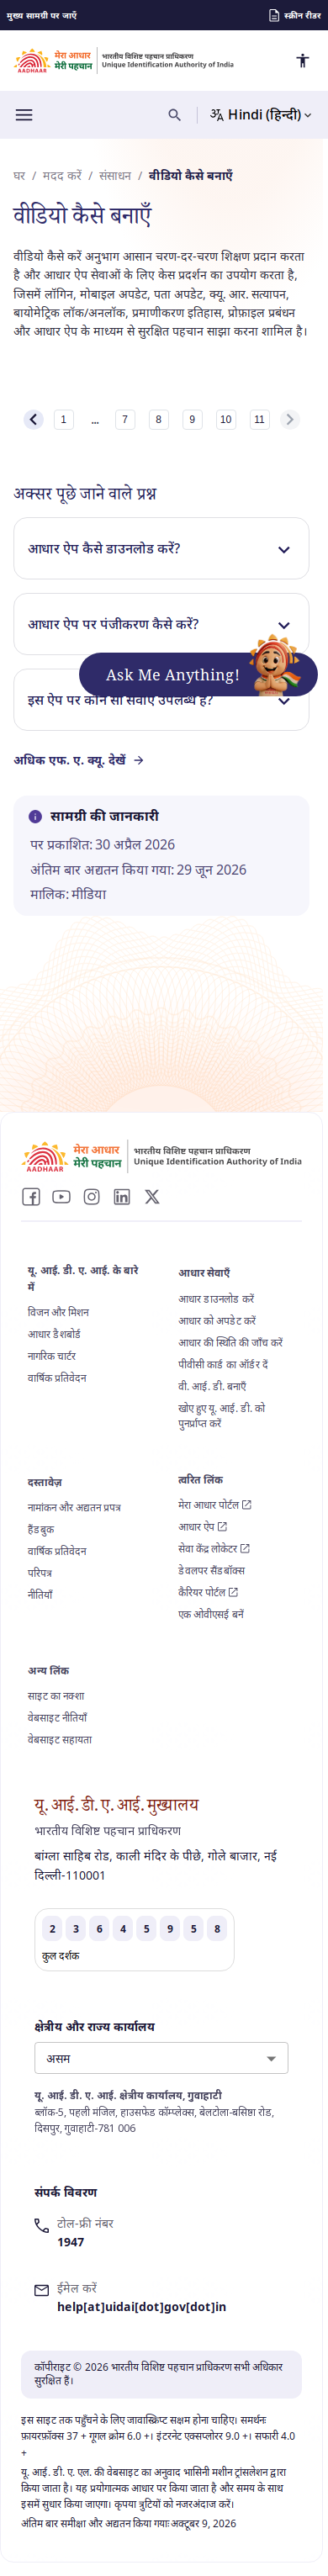 मुख्य सामग्री पर जाएँ
स्क्रीन रीडर
मेरा आधार
मेरी पहचान
AADHAAR
भारतीय विशिष्ट पहचान प्राधिकरण
Unique Identification Authority of India
Hindi (हिन्दी)
घर / मदद करें / संसाधन / वीडियो कैसे बनाएँ
वीडियो कैसे बनाएँ
वीडियो कैसे करें अनुभाग आसान चरण-दर-चरण शिक्षण प्रदान करता
है और आधार ऐप सेवाओं के लिए केस प्रदर्शन का उपयोग करता है,
जिसमें लॉगिन, मोबाइल अपडेट, पता अपडेट, क्यू. आर. सत्यापन,
बायोमेट्रिक लॉक/अनलॉक, प्रमाणीकरण इतिहास, प्रोफ़ाइल प्रबंधन
और आधार ऐप के माध्यम से सुरक्षित पहचान साझा करना शामिल है।
1 ... 7 8 9 10 11
अक्सर पूछे जाने वाले प्रश्न
आधार ऐप कैसे डाउनलोड करें?
आधार ऐप पर पंजीकरण कैसे करें?
Ask Me Anything!
इस ऐप पर कौन सी सेवाएँ उपलब्ध हैं?
अधिक एफ. ए. क्यू. देखें
सामग्री की जानकारी
पर प्रकाशित: 30 अप्रैल 2026
अंतिम बार अद्यतन किया गया: 29 जून 2026
मालिक: मीडिया
मेरा आधार
मेरी पहचान
AADHAAR
भारतीय विशिष्ट पहचान प्राधिकरण
Unique Identification Authority of India
यू. आई. डी. ए. आई. के बारे
में
विजन और मिशन
आधार डैशबोर्ड
नागरिक चार्टर
वार्षिक प्रतिवेदन
आधार सेवाएँ
आधार डाउनलोड करें
आधार को अपडेट करें
आधार की स्थिति की जाँच करें
पीवीसी कार्ड का ऑर्डर दें
वी. आई. डी. बनाएँ
खोए हुए यू. आई. डी. को
पुनर्प्राप्त करें
दस्तावेज़
नामांकन और अद्यतन प्रपत्र
हैंडबुक
वार्षिक प्रतिवेदन
परिपत्र
नीतियाँ
त्वरित लिंक
मेरा आधार पोर्टल
आधार ऐप
सेवा केंद्र लोकेटर
डेवलपर सैंडबॉक्स
कैरियर पोर्टल
एक ओवीएसई बनें
अन्य लिंक
साइट का नक्शा
वेबसाइट नीतियाँ
वेबसाइट सहायता
यू. आई. डी. ए. आई. मुख्यालय
भारतीय विशिष्ट पहचान प्राधिकरण
बांग्ला साहिब रोड, काली मंदिर के पीछे, गोले बाजार, नई
दिल्ली-110001
2 3 6 4 5 9 5 8
कुल दर्शक
क्षेत्रीय और राज्य कार्यालय
असम
यू. आई. डी. ए. आई. क्षेत्रीय कार्यालय, गुवाहाटी
ब्लॉक-5, पहली मंजिल, हाउसफेड कॉम्प्लेक्स, बेलटोला-बसिष्ठा रोड,
दिसपुर, गुवाहाटी-781 006
संपर्क विवरण
टोल-फ्री नंबर
1947
ईमेल करें
help[at]uidai[dot]gov[dot]in
कॉपीराइट © 2026 भारतीय विशिष्ट पहचान प्राधिकरण सभी अधिकार
सुरक्षित हैं।
इस साइट तक पहुँचने के लिए जावास्क्रिप्ट सक्षम होना चाहिए। समर्थनः
फ़ायरफ़ॉक्स 37 + गूगल क्रोम 6.0 +। इंटरनेट एक्सप्लोरर 9.0 +। सफारी 4.0
+
यू. आई. डी. ए. एल. की वेबसाइट का अनुवाद भासिनी मशीन ट्रांसलेशन द्वारा
किया जाता है। यह प्रयोगात्मक आधार पर किया जाता है और समय के साथ
इसमें सुधार किया जाएगा। कृपया त्रुटियों को नजरअंदाज करें।
अंतिम बार समीक्षा और अद्यतन किया गयाः अक्टूबर 9, 2026